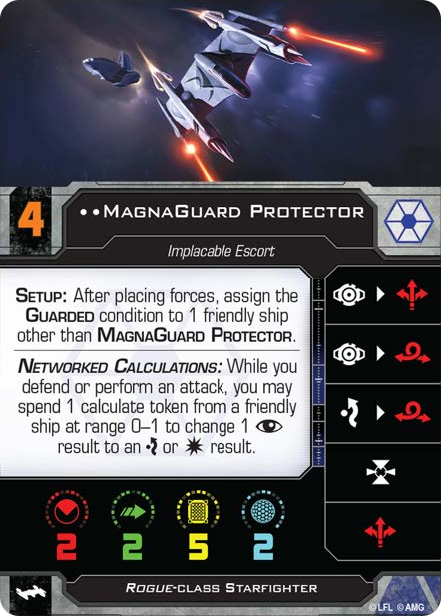 4
••MagnaGuard Protector
Implacable Escort
Setup: After placing forces, assign the
Guarded condition to 1 friendly ship
other than MagnaGuard Protector.
Networked Calculations: While you
defend or perform an attack, you may
spend 1 calculate token from a friendly
ship at range 0–1 to change 1
result to an or result.
2 2 5 2
Rogue-class Starfighter
©LFL ©AMG